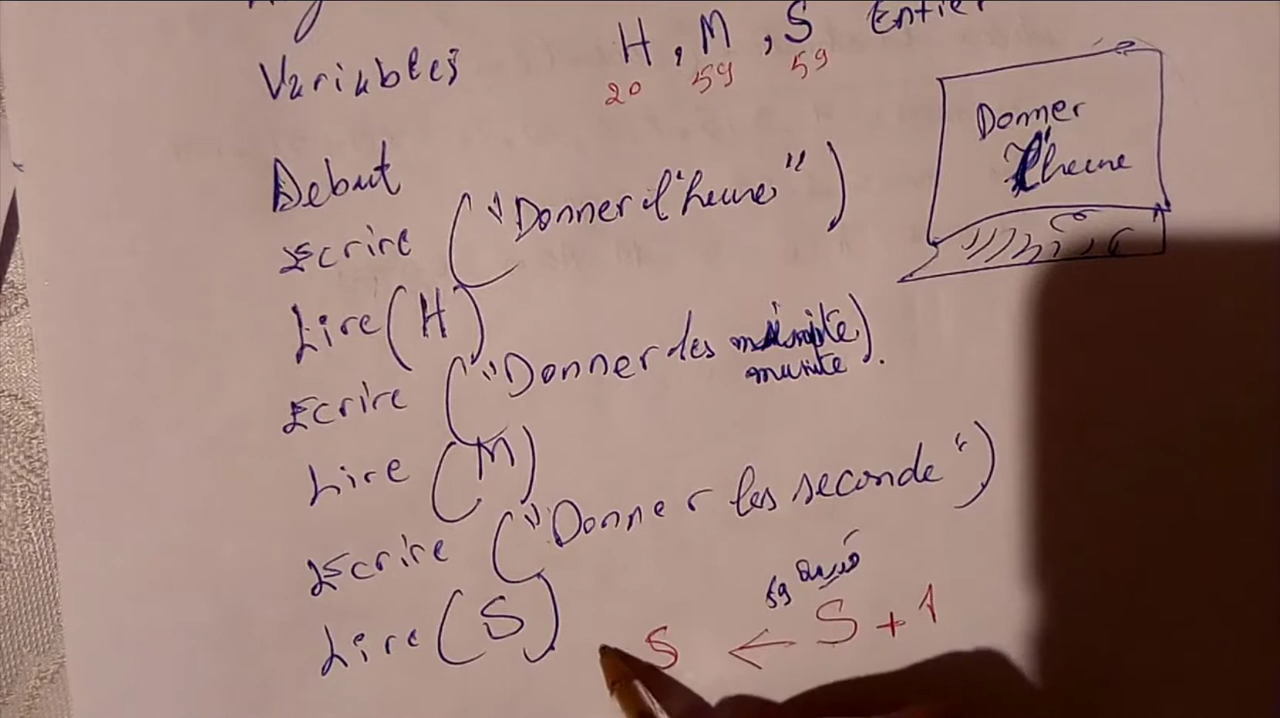 Variables H, M, S Entier
20 59 59
Donner
l'heure
Debut
Ecrire ("Donner l'heure")
Lire(H)
Ecrire ("Donner les minute).
munite
Lire (M)
Ecrire ("Donner les seconde")
59
Lire(S) S ← S+1